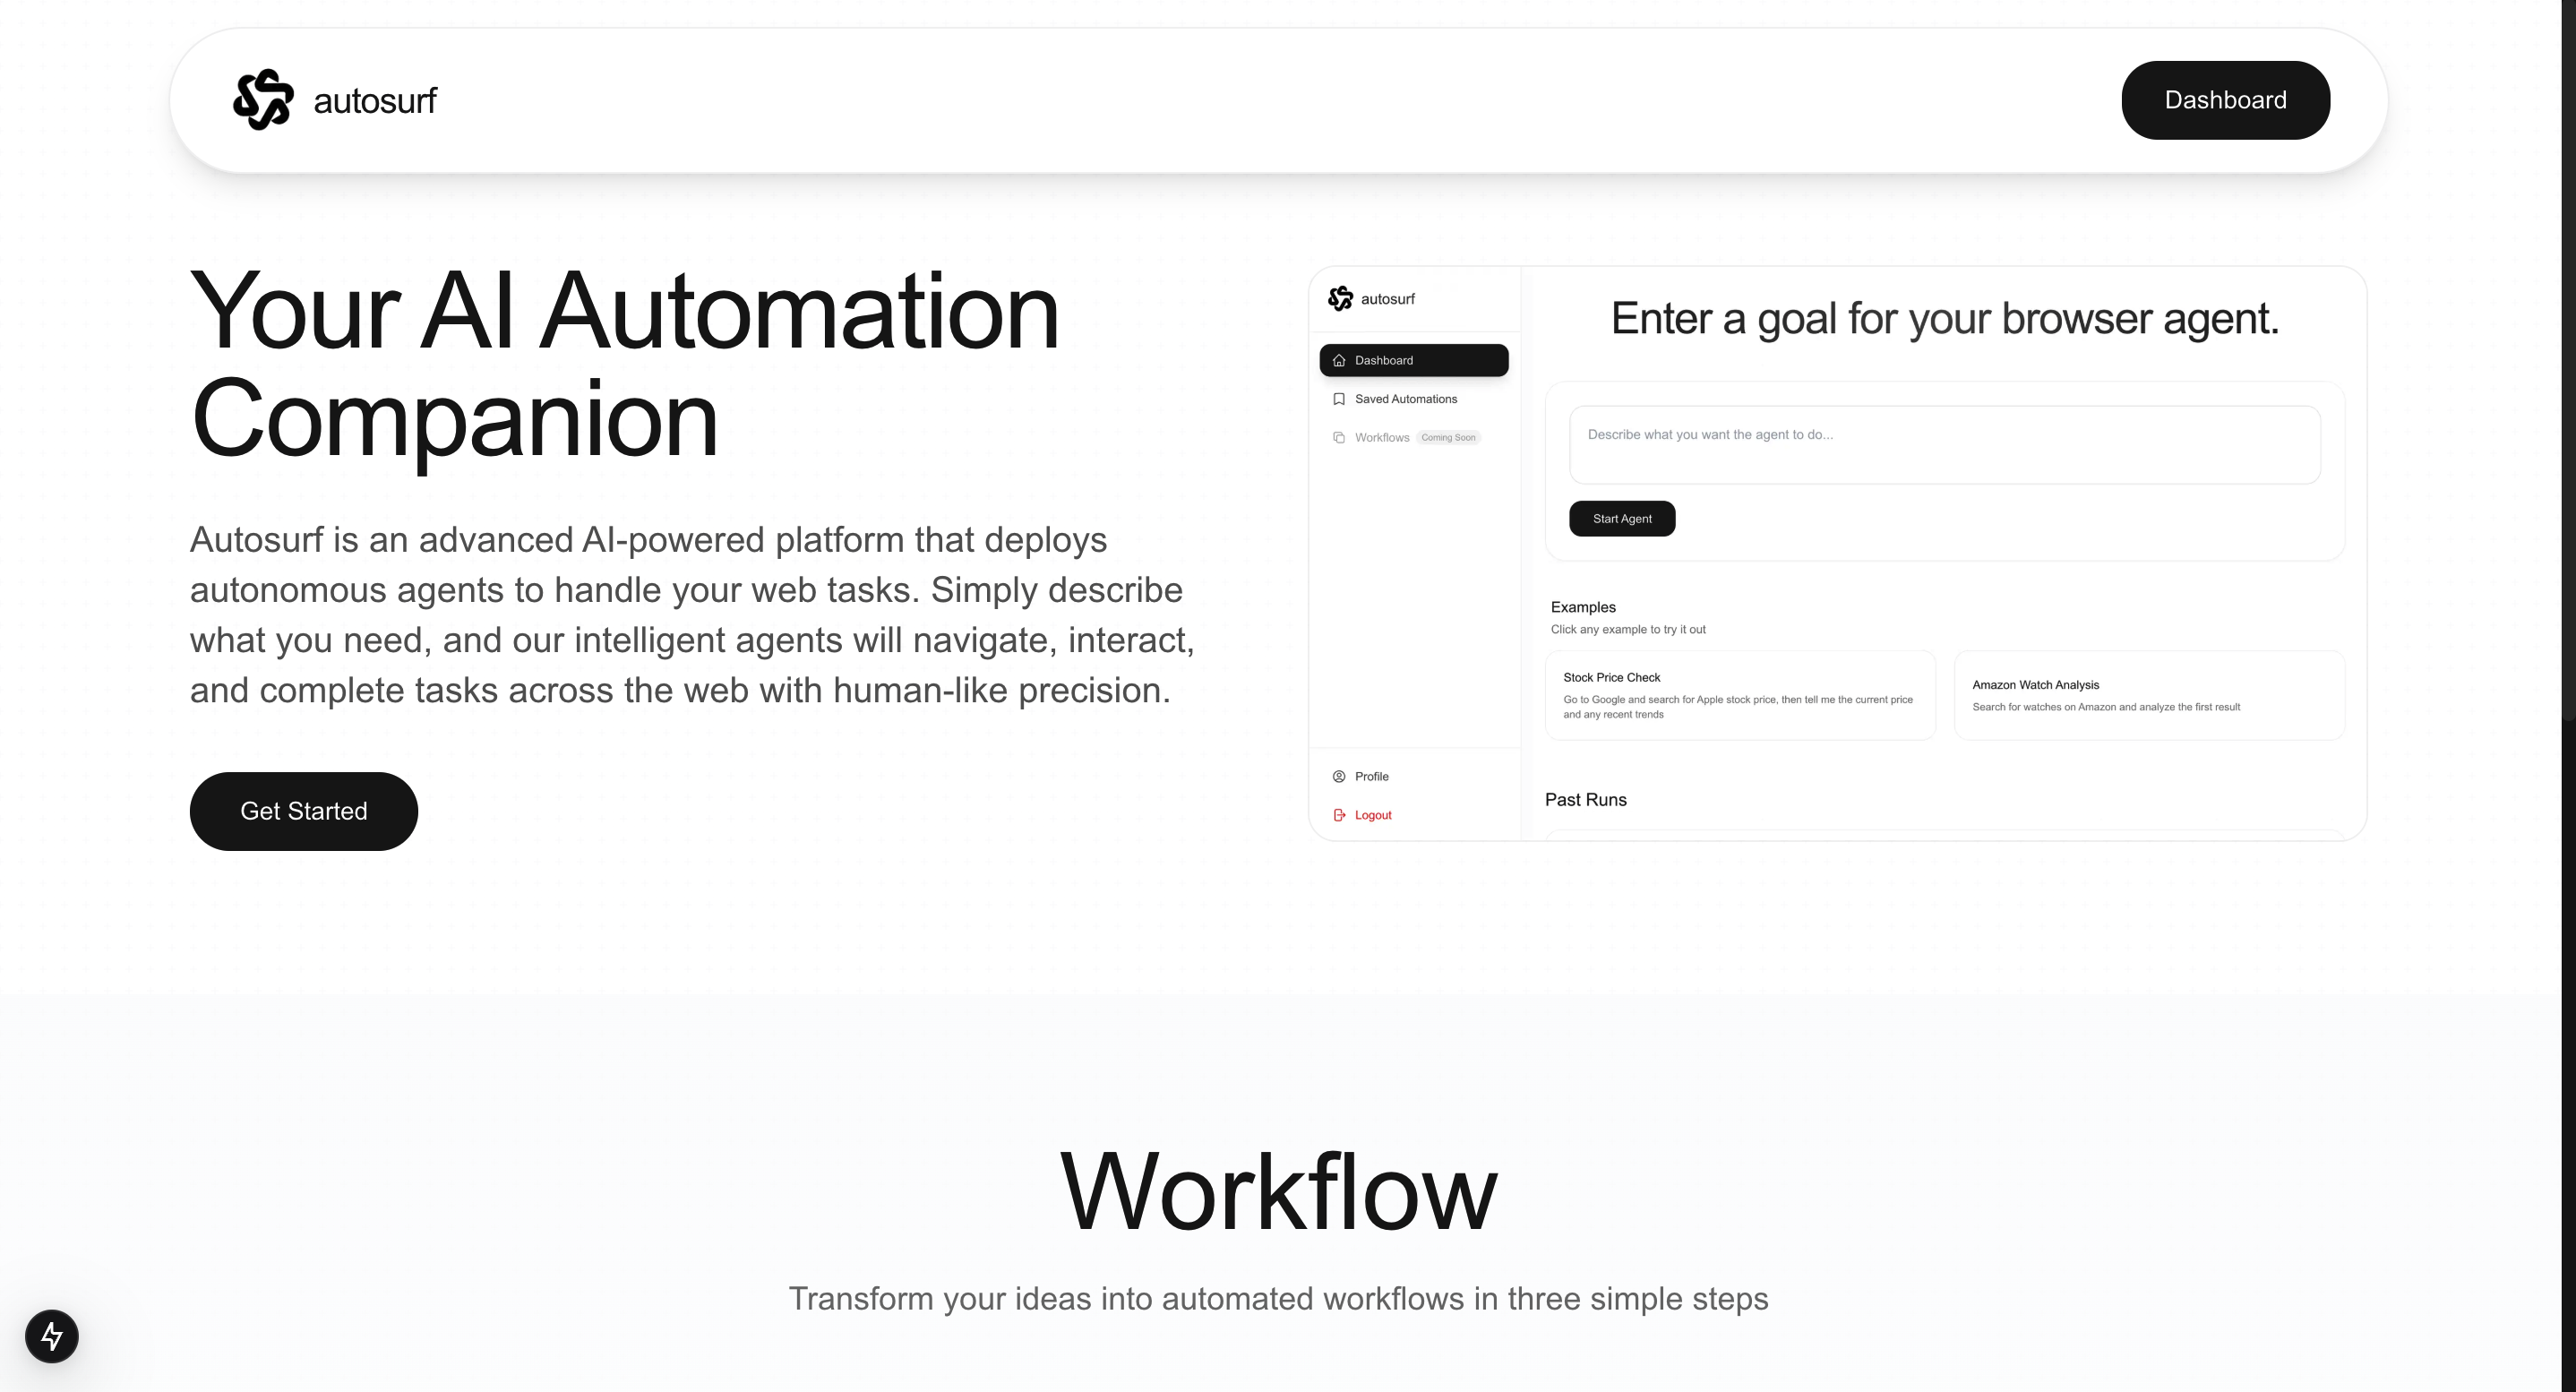 autosurf
Dashboard
Your AI Automation
Companion
Autosurf is an advanced AI-powered platform that deploys
autonomous agents to handle your web tasks. Simply describe
what you need, and our intelligent agents will navigate, interact,
and complete tasks across the web with human-like precision.
Get Started
autosurf
Dashboard
Saved Automations
Workflows Coming Soon
Profile
Logout
Enter a goal for your browser agent.
Describe what you want the agent to do...
Start Agent
Examples
Click any example to try it out
Stock Price Check
Go to Google and search for Apple stock price, then tell me the current price
and any recent trends
Amazon Watch Analysis
Search for watches on Amazon and analyze the first result
Past Runs
Workflow
Transform your ideas into automated workflows in three simple steps